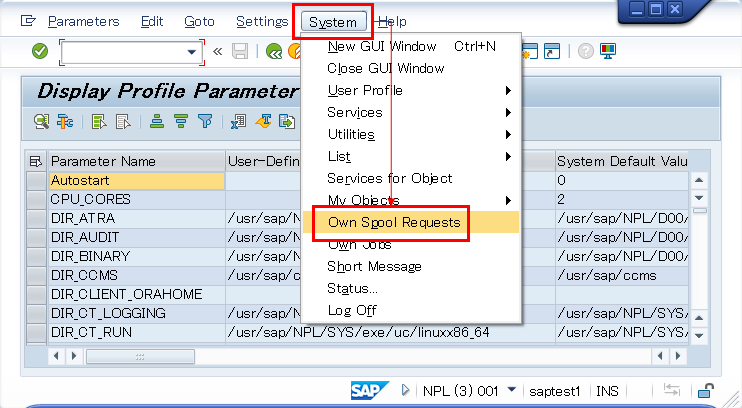 Parameters Edit Goto Settings System Help
New GUI Window Ctrl+N
Close GUI Window
User Profile
Services
Utilities
List
Services for Object
My Objects
Own Spool Requests
Own Jobs
Short Message
Status...
Log Off
Display Profile Parameter
Parameter Name User-Defin System Default Valu
Autostart 0
CPU_CORES 2
DIR_ATRA /usr/sap/N /usr/sap/NPL/D00/
DIR_AUDIT /usr/sap/N /usr/sap/NPL/D00/
DIR_BINARY /usr/sap/N /usr/sap/NPL/D00/
DIR_CCMS /usr/sap/c /usr/sap/ccms
DIR_CLIENT_ORAHOME
DIR_CT_LOGGING /usr/sap/N /usr/sap/NPL/SYS/
DIR_CT_RUN /usr/sap/NPL/SYS/exe/uc/linuxx86_64 /usr/sap/NPL/SYS/
SAP NPL (3) 001 saptest1 INS